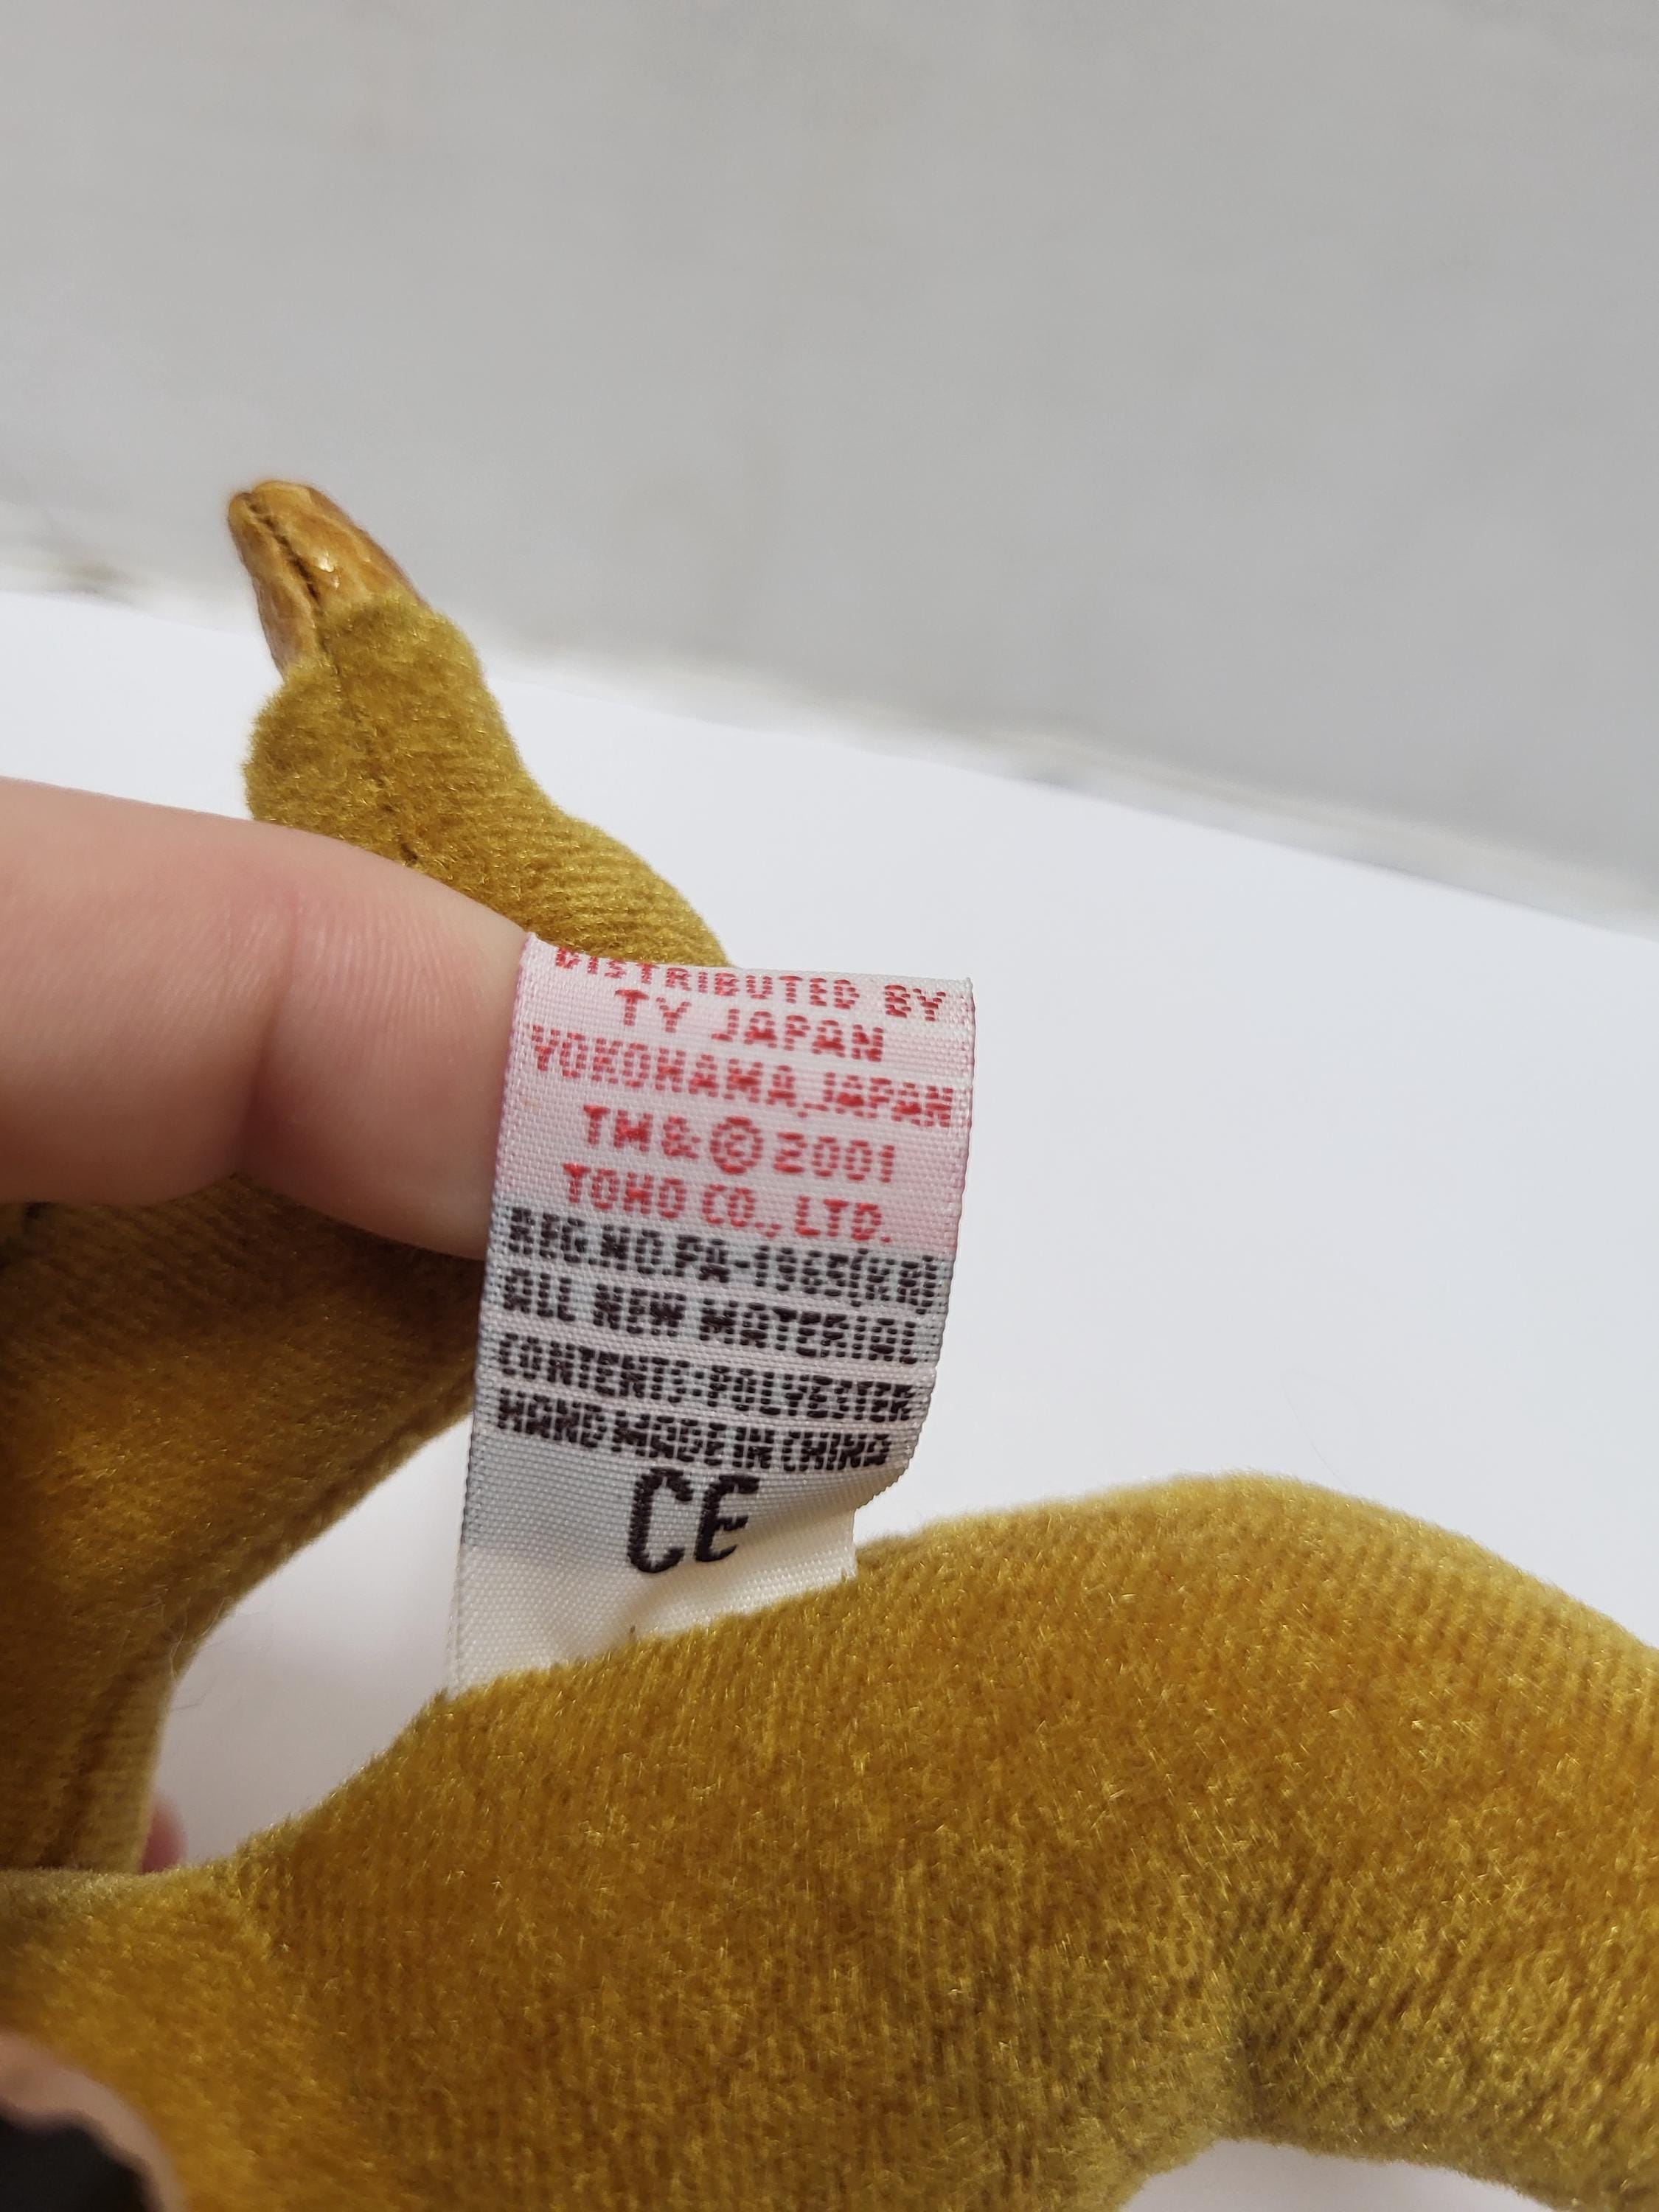 DISTRIBUTED BY
TY JAPAN
YOKOHAMA,JAPAN
TM&©2001
TOHO CO., LTD.
REG.NO.PA-1965(KR)
ALL NEW MATERIAL
CONTENTS:POLYESTER
HAND MADE IN CHINA
CE